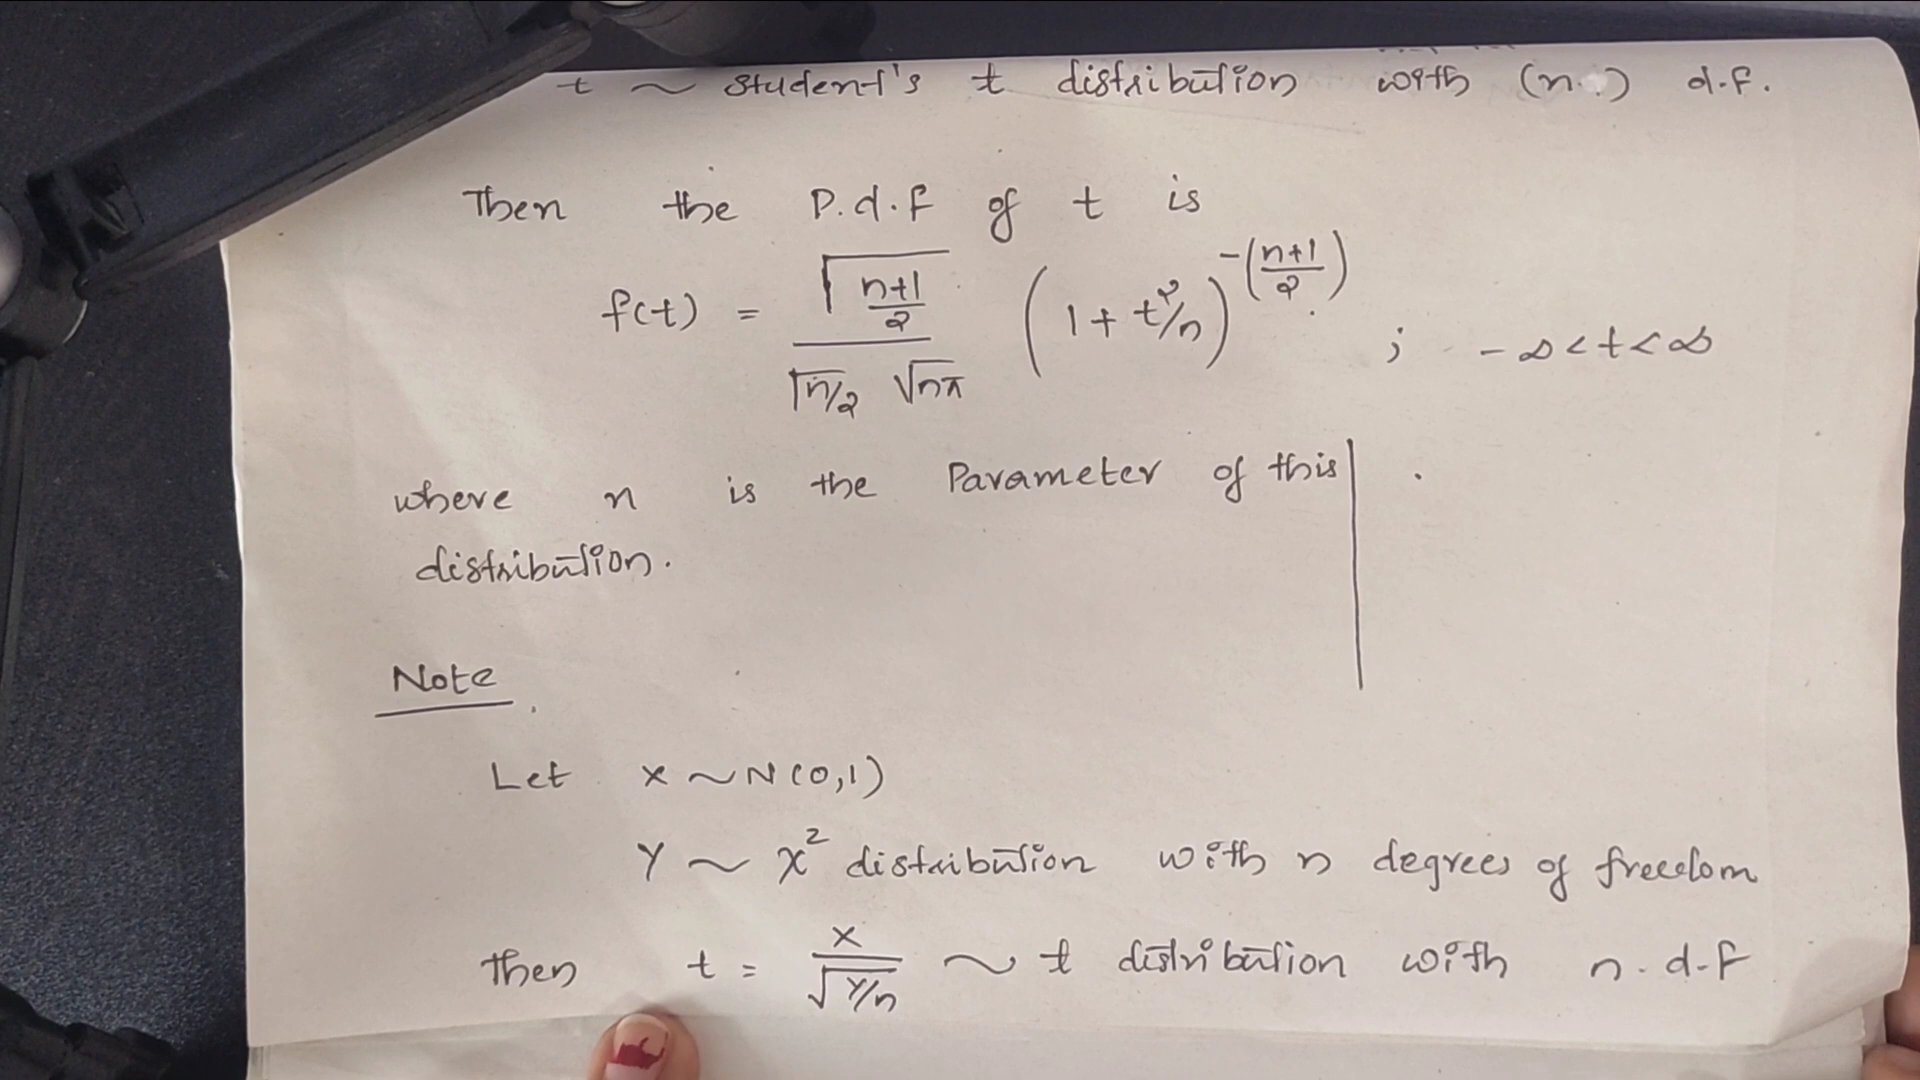 t ~ Student's t distribution with (n ) d.f.
Then the P.d.f of t is
f(t) = Γ(n+1)/2 / (Γn/2 √nπ) (1 + t²/n)^-((n+1)/2) ; -∞ < t < ∞
where n is the Parameter of this
distribution.
Note
Let X ~ N(0,1)
Y ~ χ² distribution with n degrees of freedom
then t = X / √(Y/n) ~ t distribution with n. d.f